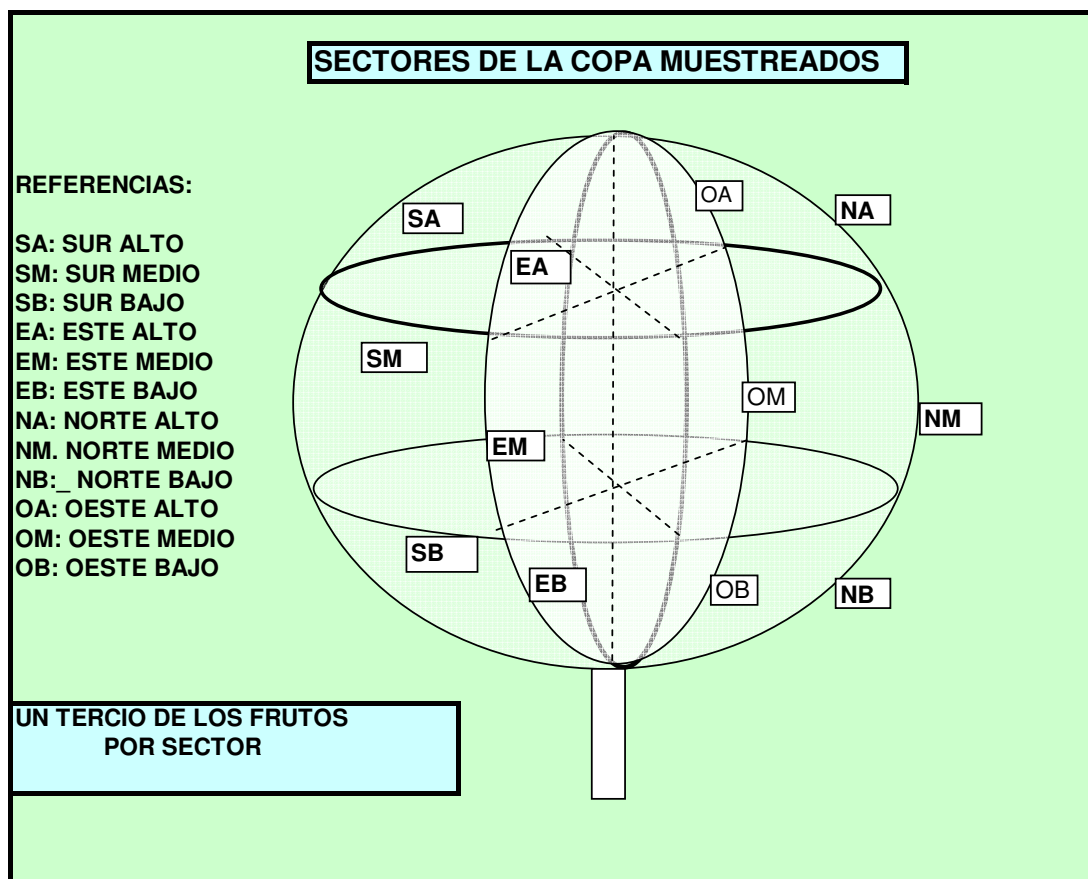 SECTORES DE LA COPA MUESTREADOS
REFERENCIAS:
SA: SUR ALTO
SM: SUR MEDIO
SB: SUR BAJO
EA: ESTE ALTO
EM: ESTE MEDIO
EB: ESTE BAJO
NA: NORTE ALTO
NM. NORTE MEDIO
NB:_ NORTE BAJO
OA: OESTE ALTO
OM: OESTE MEDIO
OB: OESTE BAJO
OA
SA
NA
EA
SM
OM
NM
EM
SB
EB
OB
NB
UN TERCIO DE LOS FRUTOS
POR SECTOR